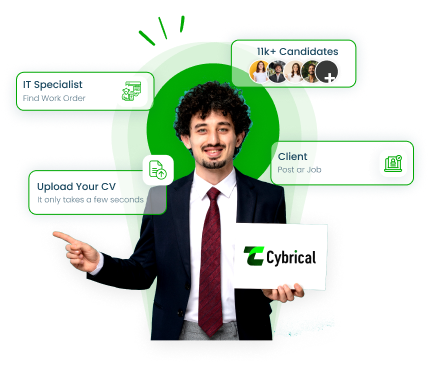 11k+ Candidates
IT Specialist
Find Work Order
Client
Post ar Job
Upload Your CV
It only takes a few seconds
Cybrical